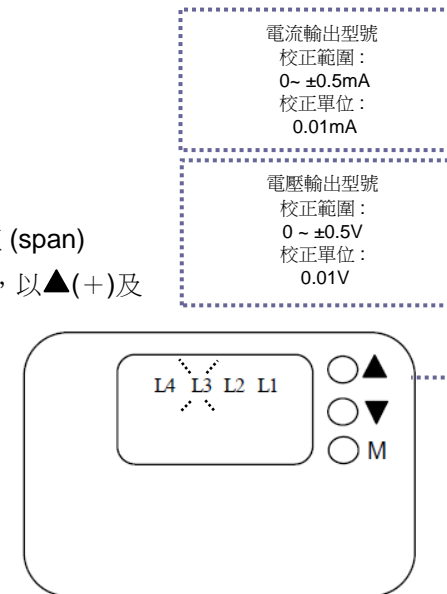 電流輸出型號
校正範圍：
0~ ±0.5mA
校正單位：
0.01mA
電壓輸出型號
校正範圍：
0 ~ ±0.5V
校正單位：
0.01V
(span)
，以▲(＋)及
L4 L3 L2 L1
▲
▼
M